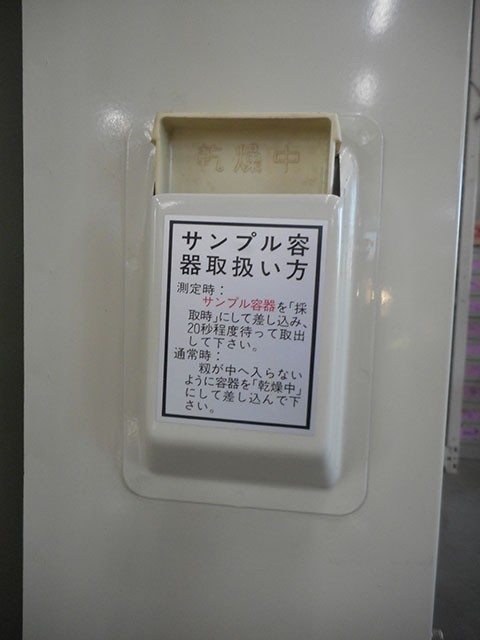 乾燥中
サンプル容
器取扱い方
測定時：
サンプル容器を「採
取時」にして差し込み、
20秒程度待って取出
して下さい。
通常時：
籾が中へ入らない
ように容器を「乾燥中」
にして差し込んで下
さい。